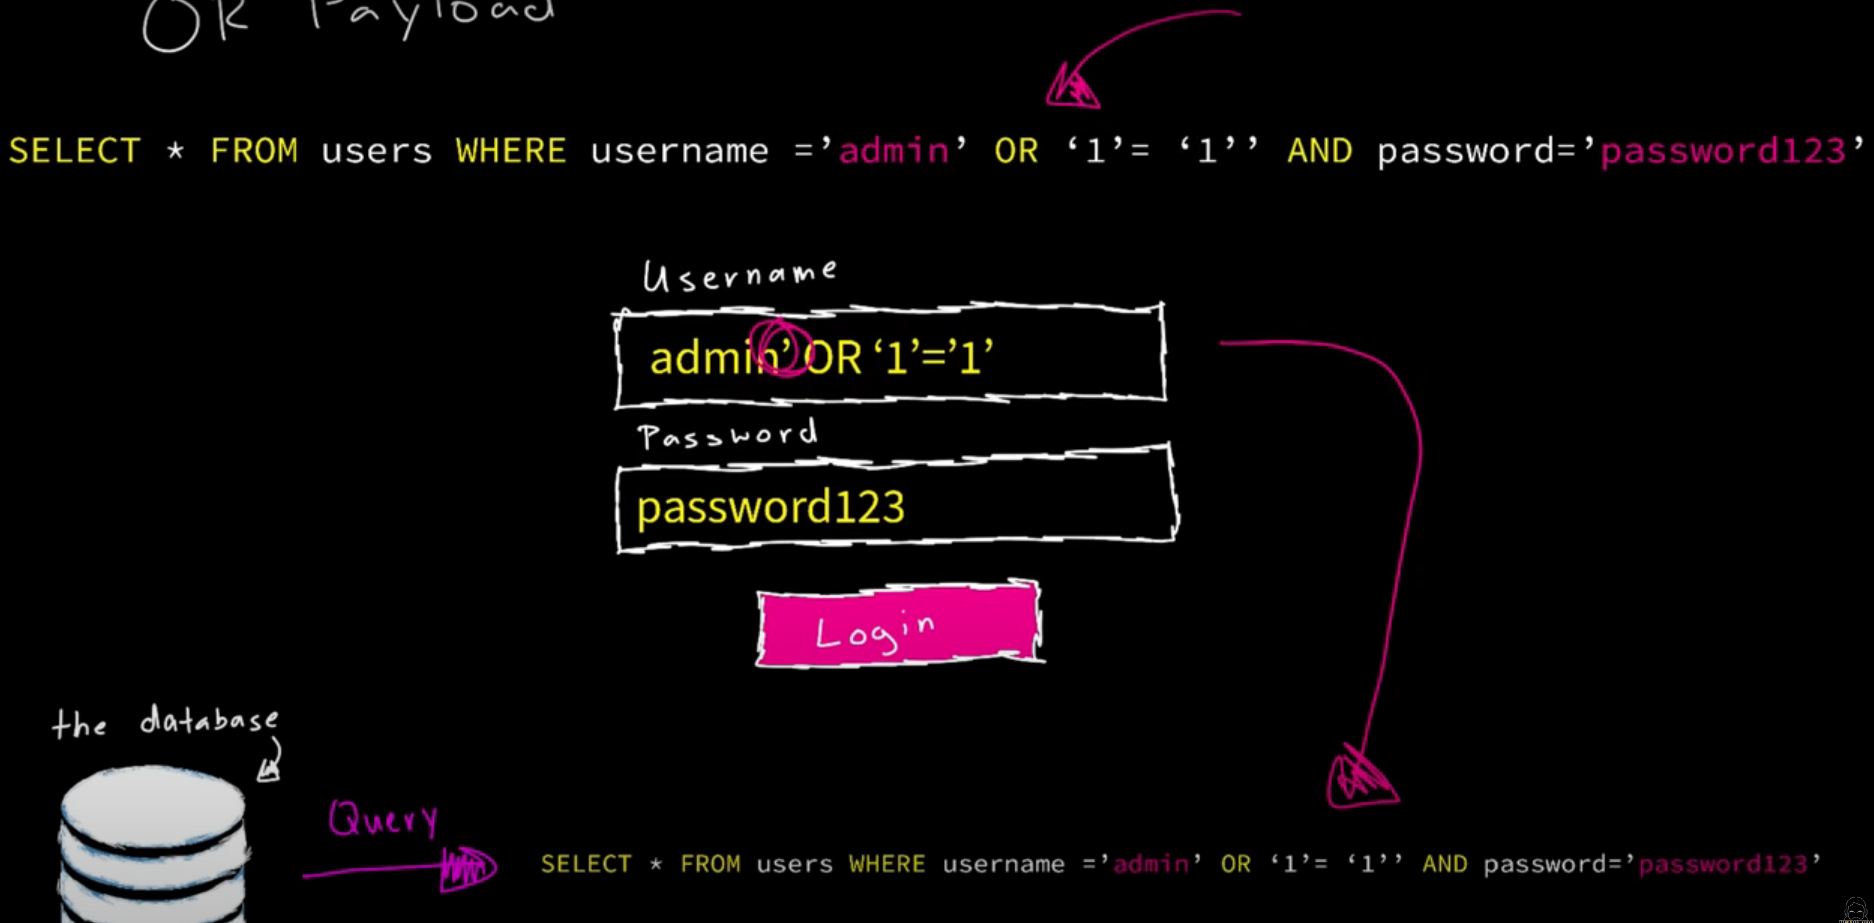 OR Payload
SELECT * FROM users WHERE username =’admin’ OR ‘1’= ‘1’’ AND password=’password123’
Username
admin’ OR ‘1’=’1’
Password
password123
Login
the database
Query
SELECT * FROM users WHERE username =’admin’ OR ‘1’= ‘1’’ AND password=’password123’